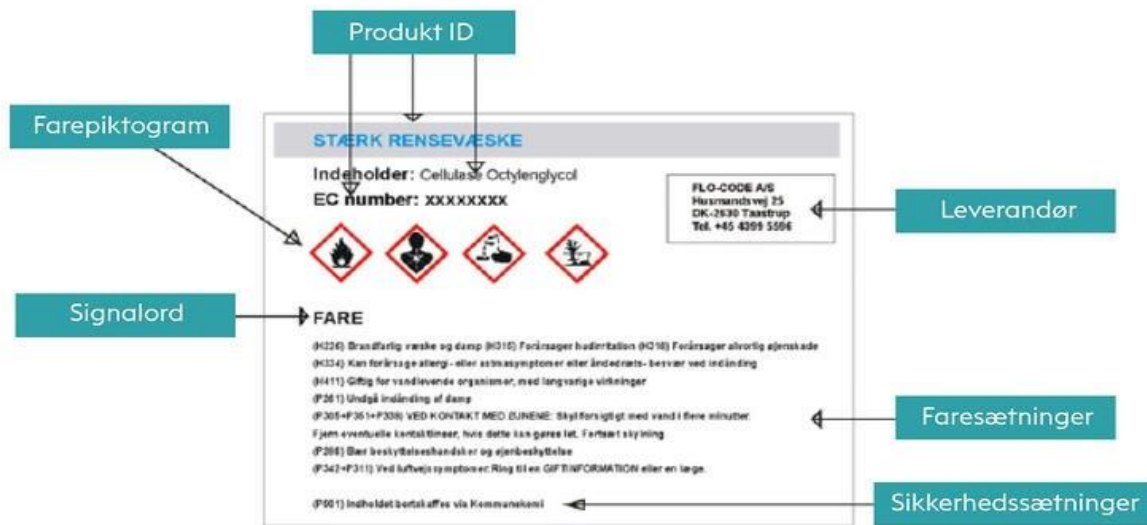 Produkt ID
Farepiktogram
STÆRK RENSEVÆSKE
Indeholder: Cellulase Octylenglycol
EC number: xxxxxxxx
FLO-CODE A/S
Husmandsvej 25
DK-2630 Taastrup
Tel. +45 4399 5596
Leverandør
Signalord
FARE
(H226) Brandfarlig væske og damp (H315) Forårsager hudirritation (H318) Forårsager alvorlig øjenskade
(H334) Kan forårsage allergi- eller astmasymptomer eller åndedræts- besvær ved indånding
(H411) Giftig for vandlevende organismer, med langvarige virkninger
(P261) Undgå indånding af damp
(P305+P351+P338) VED KONTAKT MED ØJNENE: Skyl forsigtigt med vand i flere minutter.
Fjern eventuelle kontaktlinser, hvis dette kan gøres let. Fortsæt skylning
Faresætninger
(P280) Bær beskyttelseshandsker og øjenbeskyttelse
(P342+P311) Ved luftvejssymptomer: Ring til en GIFTINFORMATION eller en læge.
(P501) Indholdet bortskaffes via Kommunekemi
Sikkerhedssætninger